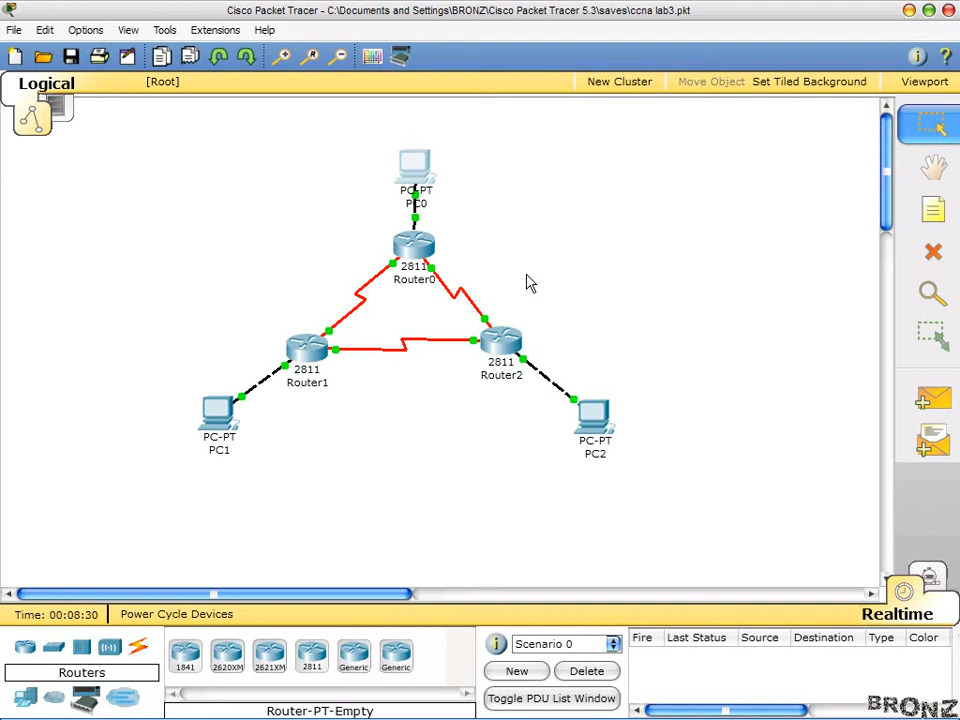 Cisco Packet Tracer - C:\Documents and Settings\BRONZ\Cisco Packet Tracer 5.3\saves\ccna lab3.pkt
File Edit Options View Tools Extensions Help
Logical [Root] New Cluster Move Object Set Tiled Background Viewport
PC-PT
PC0
2811
Router0
2811
Router1
2811
Router2
PC-PT
PC1
PC-PT
PC2
Time: 00:08:30 Power Cycle Devices
Realtime
Routers
1841 2620XM 2621XM 2811 Generic Generic
Router-PT-Empty
Scenario 0
New Delete
Toggle PDU List Window
Fire Last Status Source Destination Type Color
BRONZ